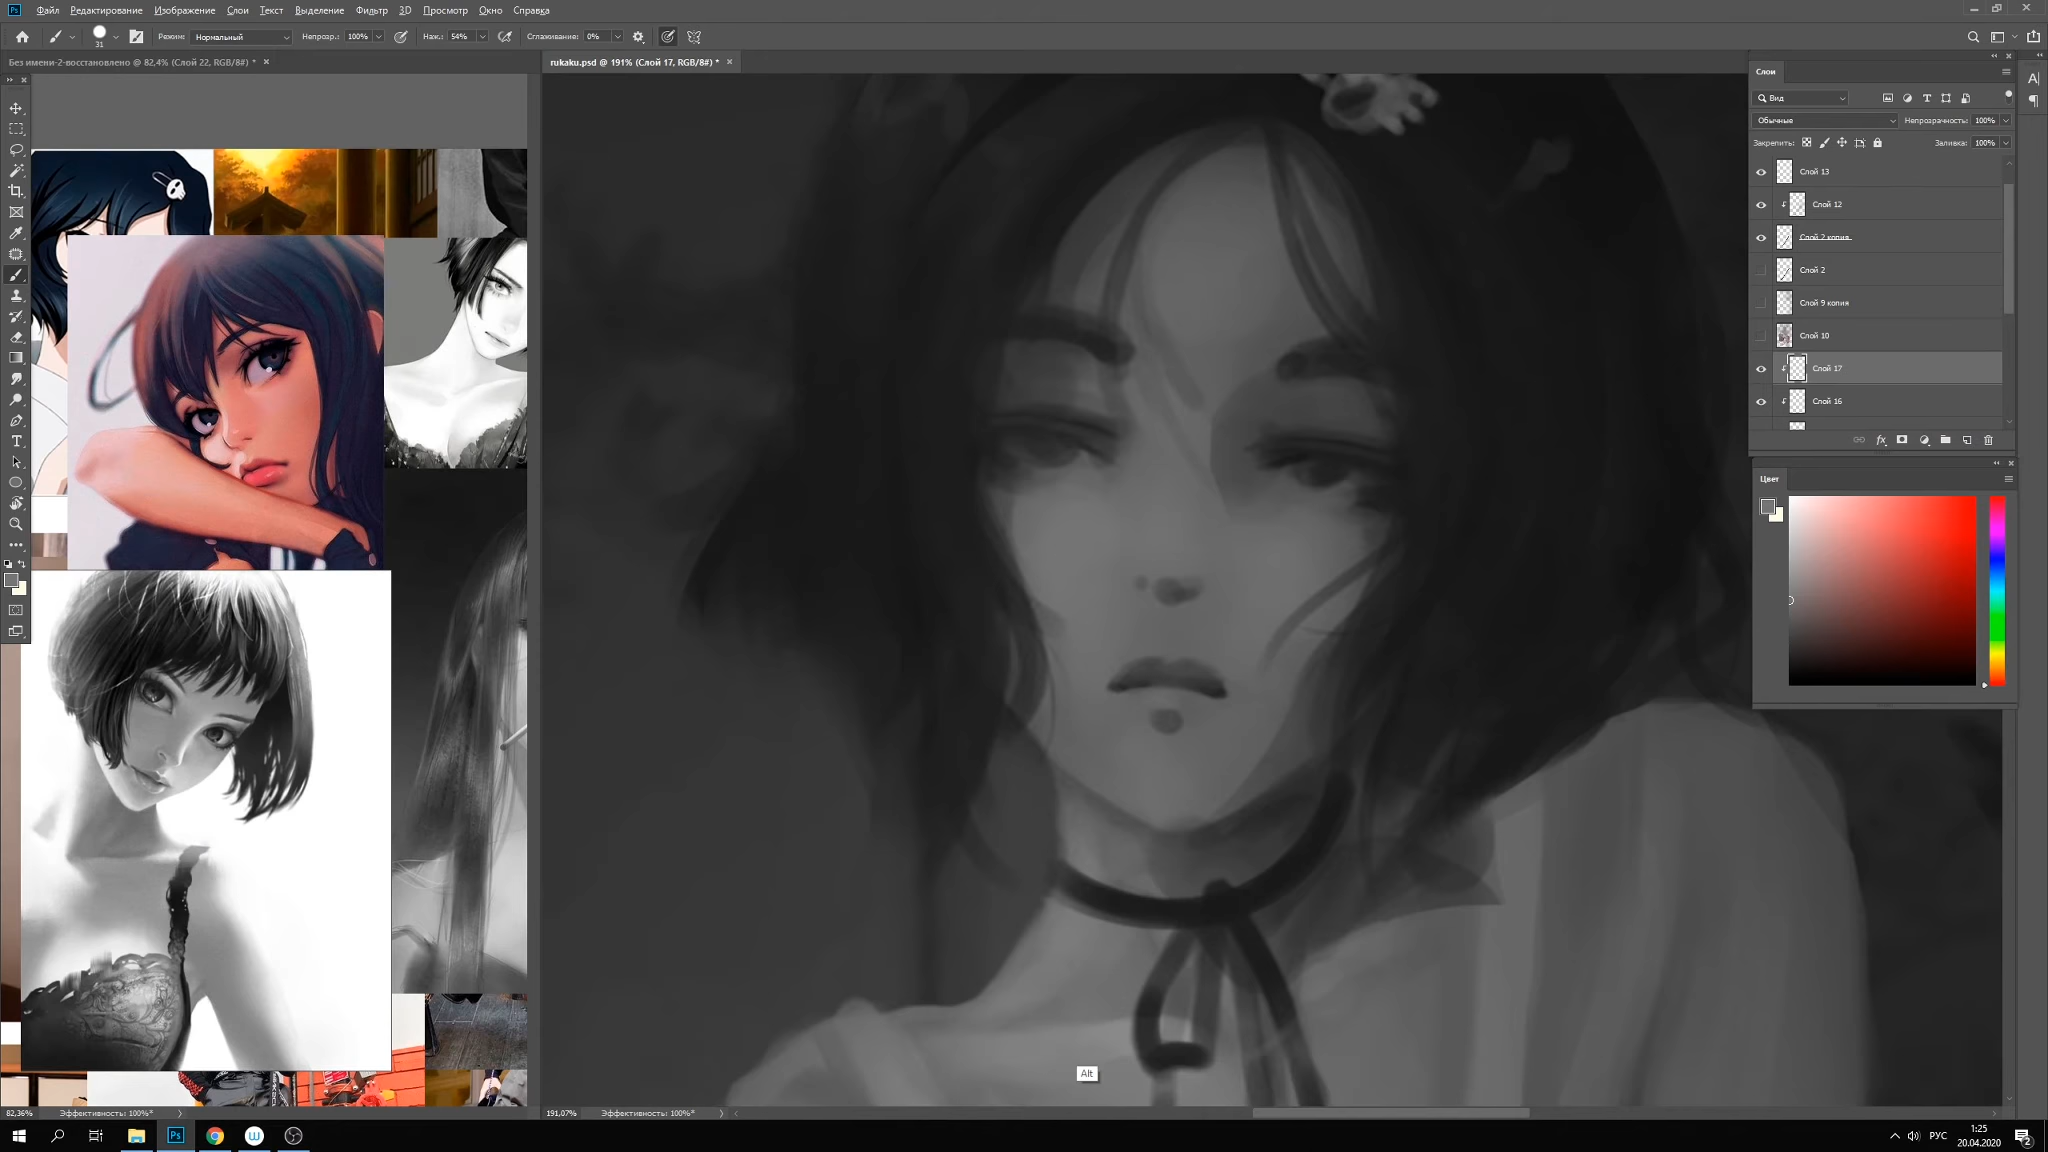 Ps Файл Редактирование Изображение Слои Текст Выделение Фильтр 3D Просмотр Окно Справка
31 Режим: Нормальный Непрозр.: 100% Наж.: 54% Сглаживание: 0%
Без имени-2-восстановлено @ 82,4% (Слой 22, RGB/8#) * ×
rukaku.psd @ 191% (Слой 17, RGB/8#) * ×
Слои
Вид
Обычные Непрозрачность: 100%
Закрепить: Заливка: 100%
Слой 13
Слой 12
Слой 2 копия
Слой 2
Слой 9 копия
Слой 10
Слой 17
Слой 16
Цвет
Alt
82,36% Эффективность: 100%*
191,07% Эффективность: 100%*
Ps
РУС
1:25
20.04.2020
2